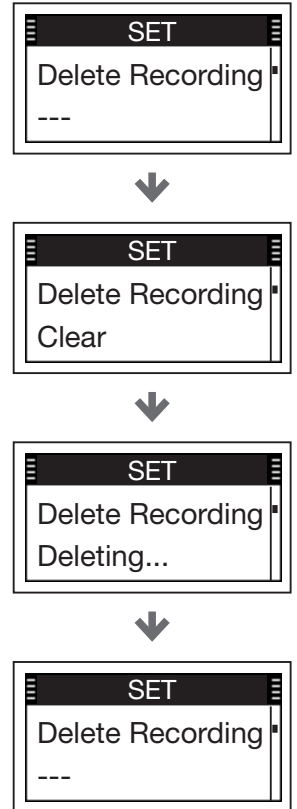 SET
Delete Recording
---
SET
Delete Recording
Clear
SET
Delete Recording
Deleting...
SET
Delete Recording
---